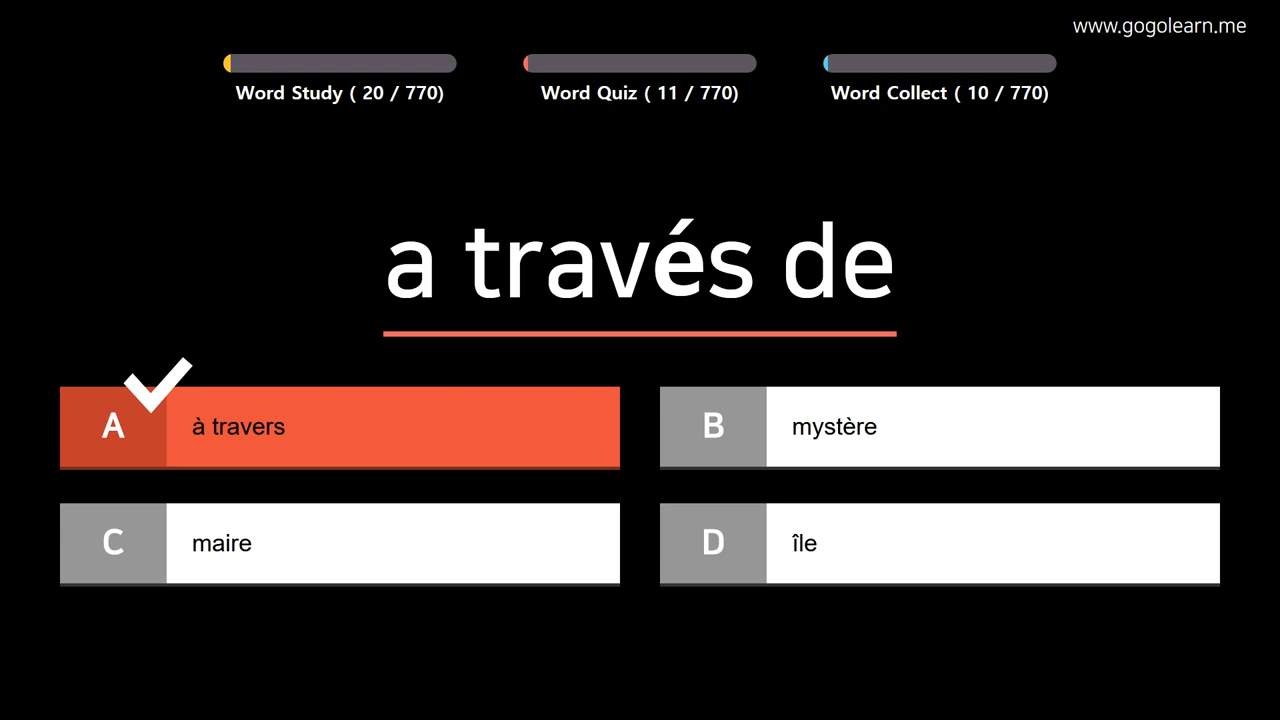 www.gogolearn.me
Word Study ( 20 / 770)
Word Quiz ( 11 / 770)
Word Collect ( 10 / 770)
a través de
A à travers
B mystère
C maire
D île